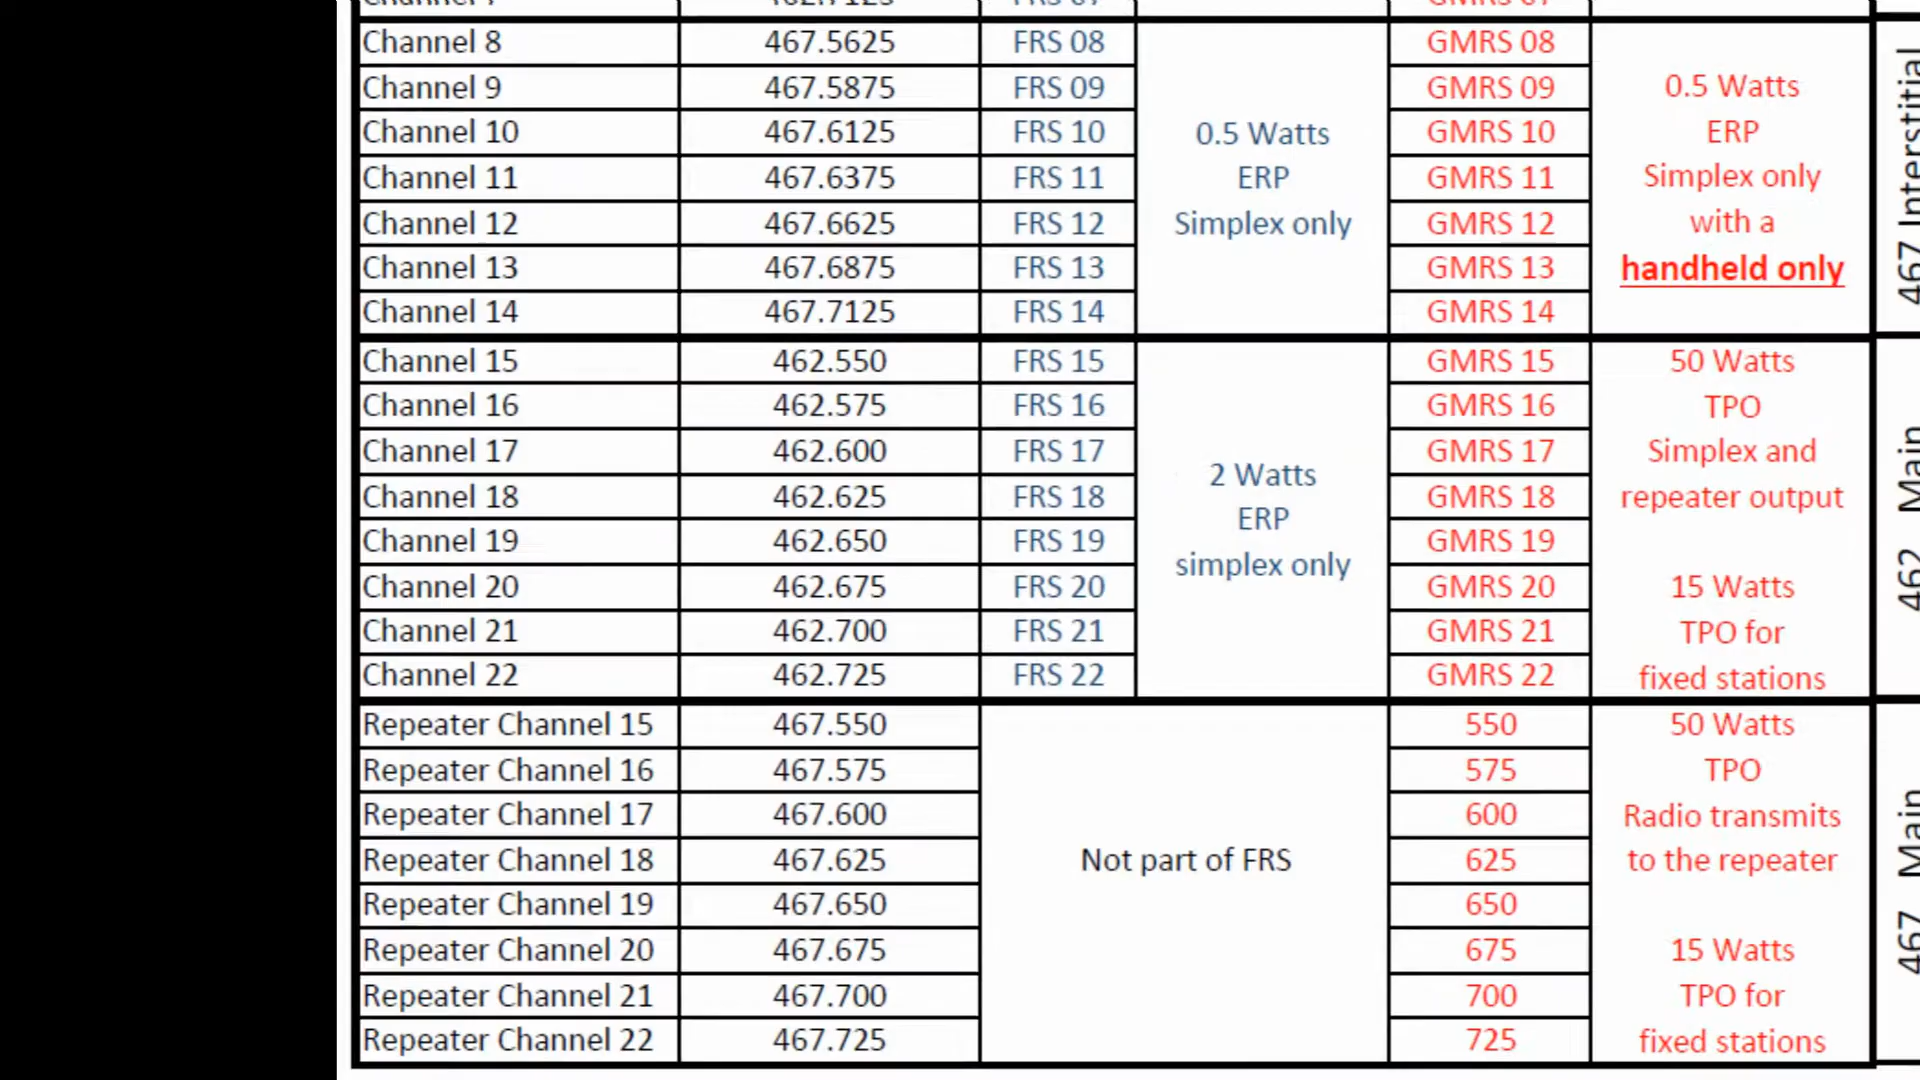 Channel 7 462.7125 FRS 07 GMRS 07
Channel 8 467.5625 FRS 08 GMRS 08
Channel 9 467.5875 FRS 09 GMRS 09 0.5 Watts
Channel 10 467.6125 FRS 10 0.5 Watts GMRS 10 ERP
Channel 11 467.6375 FRS 11 ERP GMRS 11 Simplex only
Channel 12 467.6625 FRS 12 Simplex only GMRS 12 with a
Channel 13 467.6875 FRS 13 GMRS 13 handheld only
Channel 14 467.7125 FRS 14 GMRS 14
467 Interstitial
Channel 15 462.550 FRS 15 GMRS 15 50 Watts
Channel 16 462.575 FRS 16 GMRS 16 TPO
Channel 17 462.600 FRS 17 GMRS 17 Simplex and
Channel 18 462.625 FRS 18 2 Watts GMRS 18 repeater output
Channel 19 462.650 FRS 19 ERP GMRS 19
Channel 20 462.675 FRS 20 simplex only GMRS 20 15 Watts
Channel 21 462.700 FRS 21 GMRS 21 TPO for
Channel 22 462.725 FRS 22 GMRS 22 fixed stations
462 Main
Repeater Channel 15 467.550 550 50 Watts
Repeater Channel 16 467.575 575 TPO
Repeater Channel 17 467.600 600 Radio transmits
Repeater Channel 18 467.625 Not part of FRS 625 to the repeater
Repeater Channel 19 467.650 650
Repeater Channel 20 467.675 675 15 Watts
Repeater Channel 21 467.700 700 TPO for
Repeater Channel 22 467.725 725 fixed stations
467 Main